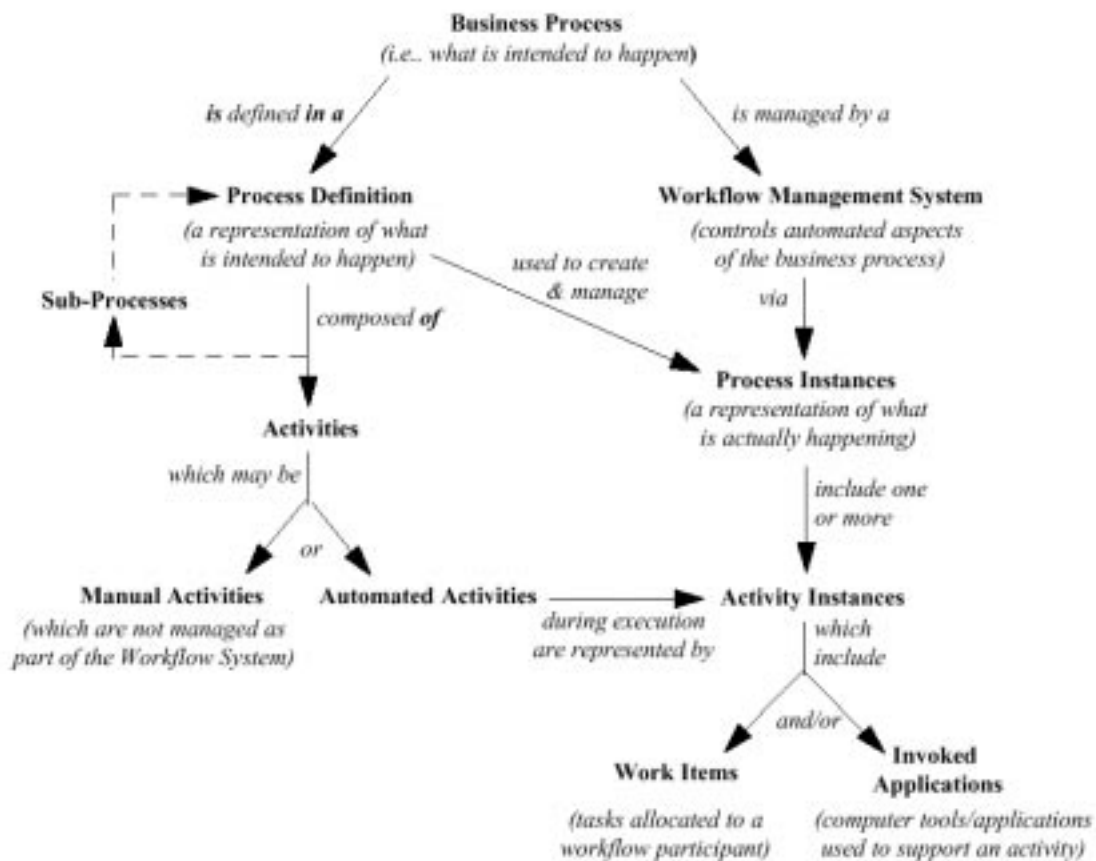 Business Process
(i.e.. what is intended to happen)
is defined in a
is managed by a
Process Definition
(a representation of what
is intended to happen)
Workflow Management System
(controls automated aspects
of the business process)
used to create
& manage
via
Sub-Processes
composed of
Process Instances
(a representation of what
is actually happening)
Activities
which may be
or
include one
or more
Manual Activities
(which are not managed as
part of the Workflow System)
Automated Activities
during execution
are represented by
Activity Instances
which
include
and/or
Work Items
(tasks allocated to a
workflow participant)
Invoked
Applications
(computer tools/applications
used to support an activity)